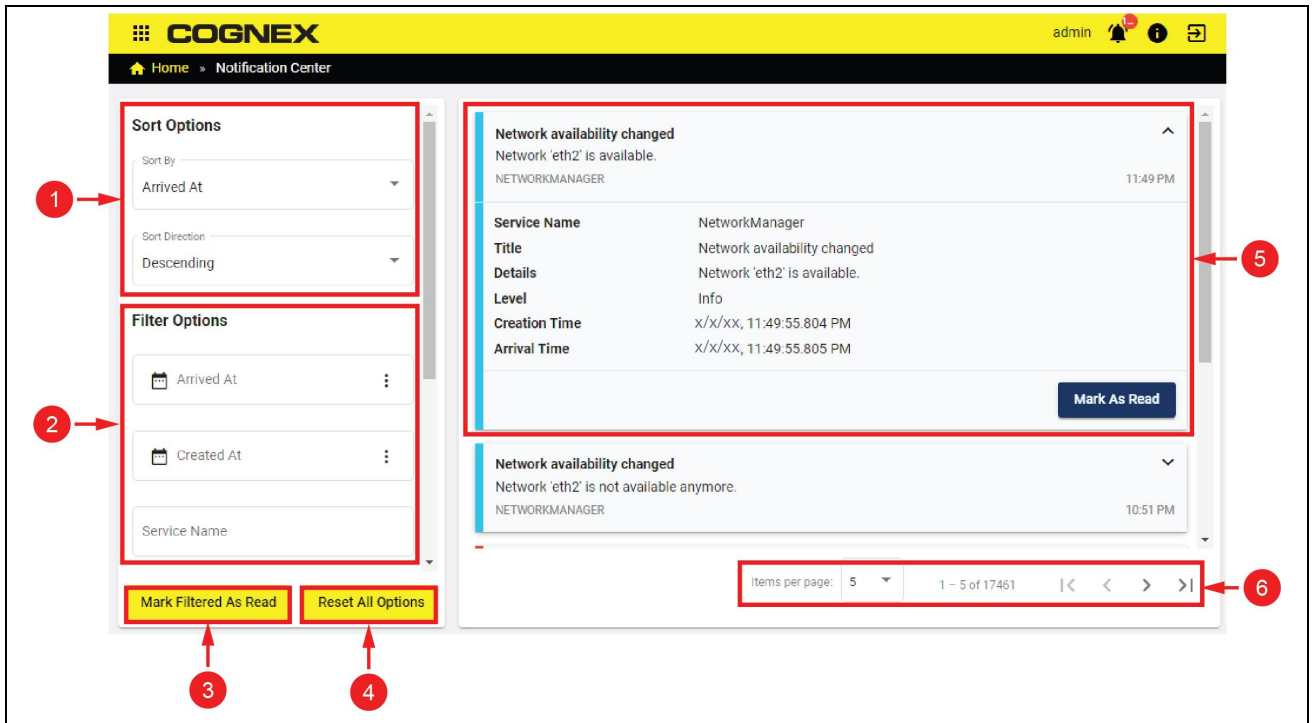 COGNEX
admin
Home » Notification Center
Sort Options
Sort By
Arrived At
Sort Direction
Descending
Filter Options
Arrived At
Created At
Service Name
Mark Filtered As Read
Reset All Options
Network availability changed
Network 'eth2' is available.
NETWORKMANAGER 11:49 PM
Service Name NetworkManager
Title Network availability changed
Details Network 'eth2' is available.
Level Info
Creation Time x/x/xx, 11:49:55.804 PM
Arrival Time x/x/xx, 11:49:55.805 PM
Mark As Read
Network availability changed
Network 'eth2' is not available anymore.
NETWORKMANAGER 10:51 PM
Items per page: 5 1 – 5 of 17461
1
2
3
4
5
6